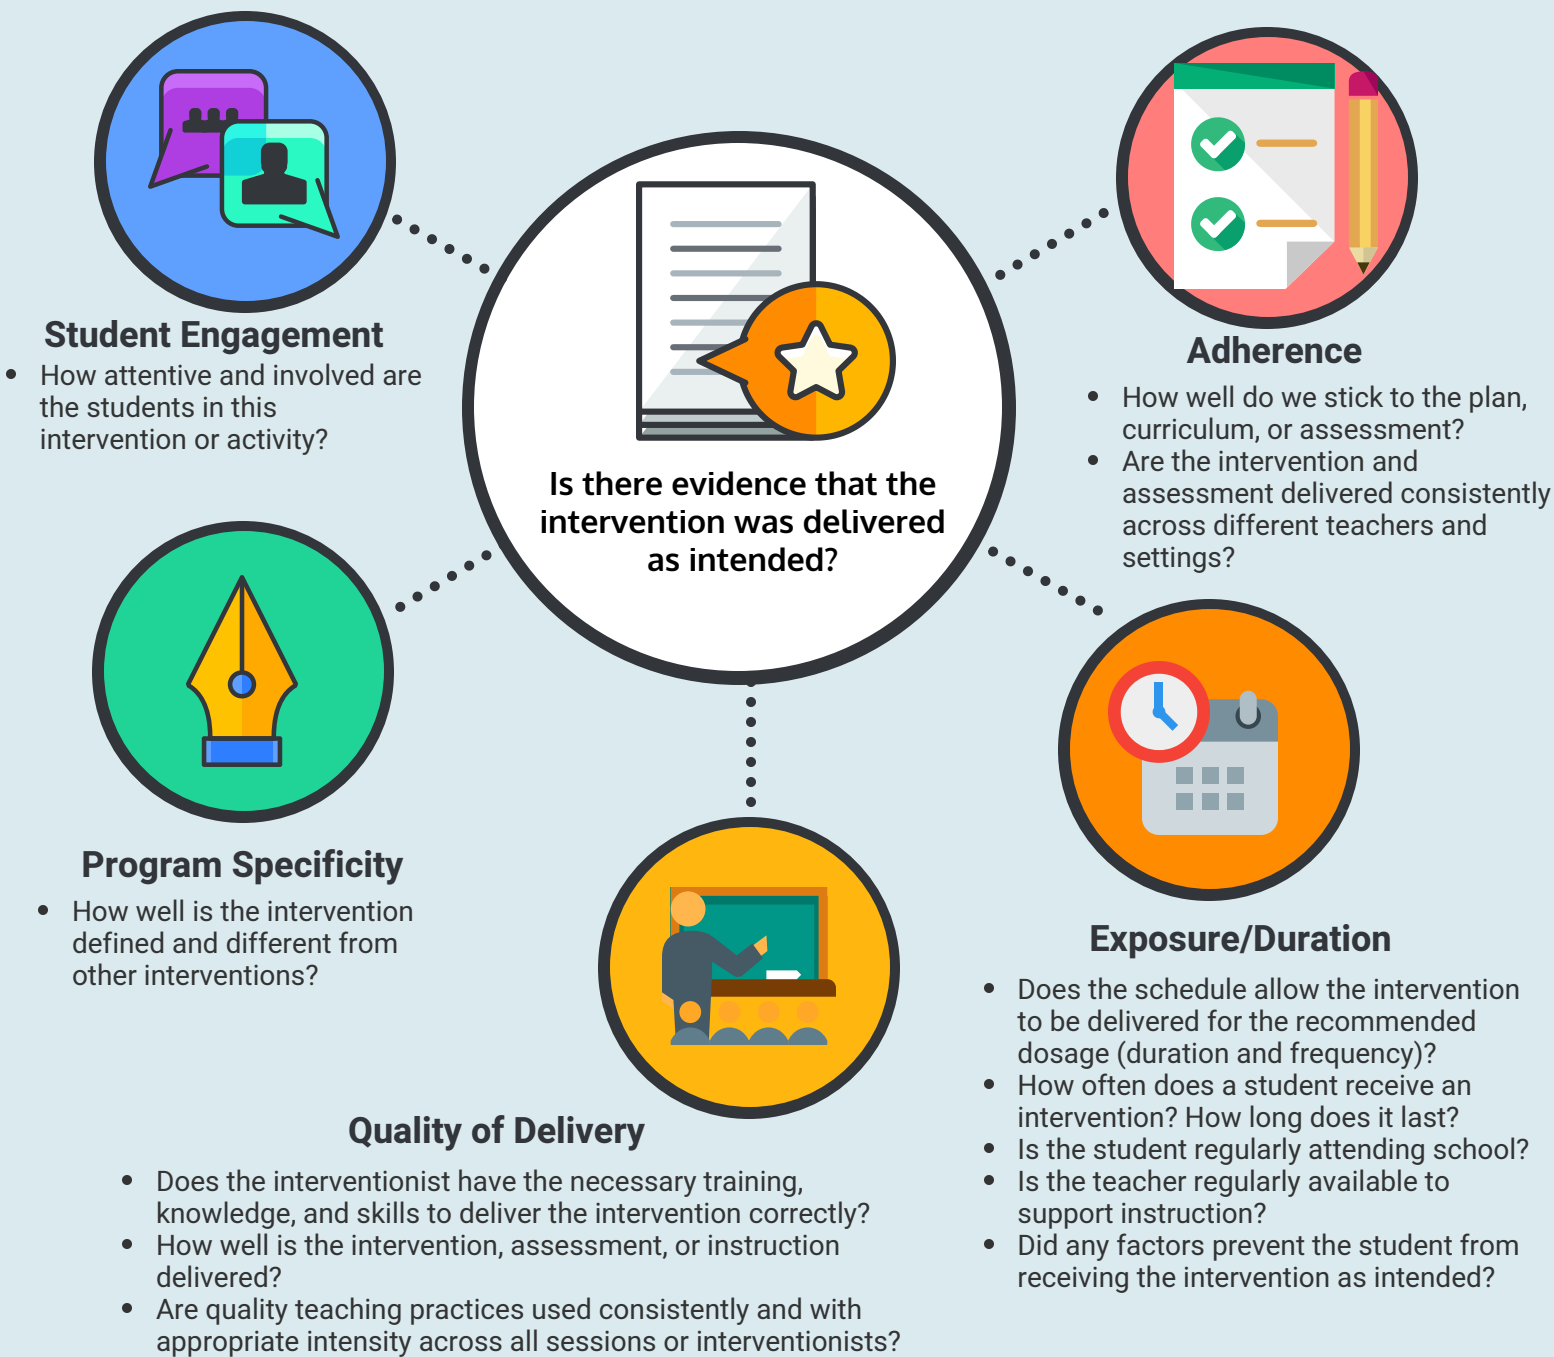 Is there evidence that the
intervention was delivered
as intended?
Student Engagement
• How attentive and involved are
the students in this
intervention or activity?
Adherence
• How well do we stick to the plan,
curriculum, or assessment?
• Are the intervention and
assessment delivered consistently
across different teachers and
settings?
Program Specificity
• How well is the intervention
defined and different from
other interventions?
Exposure/Duration
• Does the schedule allow the intervention
to be delivered for the recommended
dosage (duration and frequency)?
• How often does a student receive an
intervention? How long does it last?
• Is the student regularly attending school?
• Is the teacher regularly available to
support instruction?
• Did any factors prevent the student from
receiving the intervention as intended?
Quality of Delivery
• Does the interventionist have the necessary training,
knowledge, and skills to deliver the intervention correctly?
• How well is the intervention, assessment, or instruction
delivered?
• Are quality teaching practices used consistently and with
appropriate intensity across all sessions or interventionists?